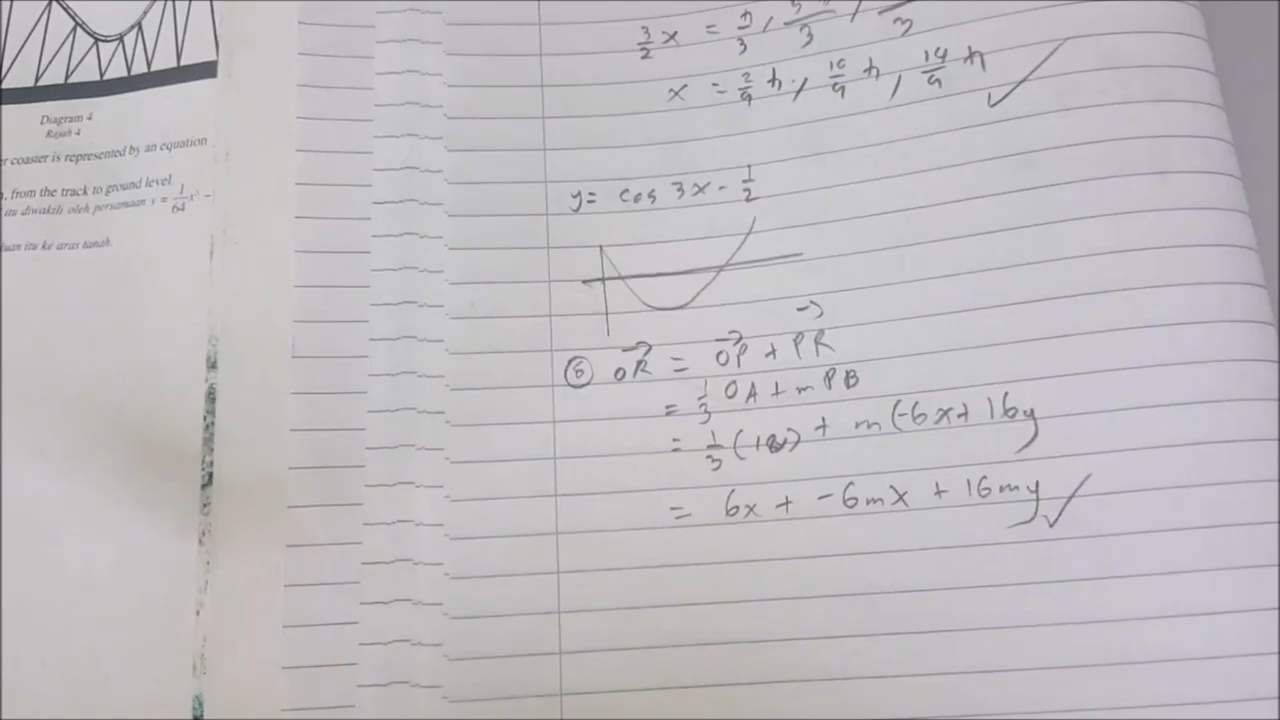 Diagram 4
Rajah 4
er coaster is represented by an equation
, from the track to ground level.
itu diwakili oleh persamaan y = 1/64 x³ -
luan itu ke aras tanah.
3/2 x = π/3 ,
x = 2/9 π , 10/9 π , 14/9 π ✓
y = cos 3x - 1/2
⑥ →OR = →OP + →PR
= 1/3 OA + m PB
= 1/3 (18x) + m(-6x + 16y
= 6x + -6mx + 16my ✓